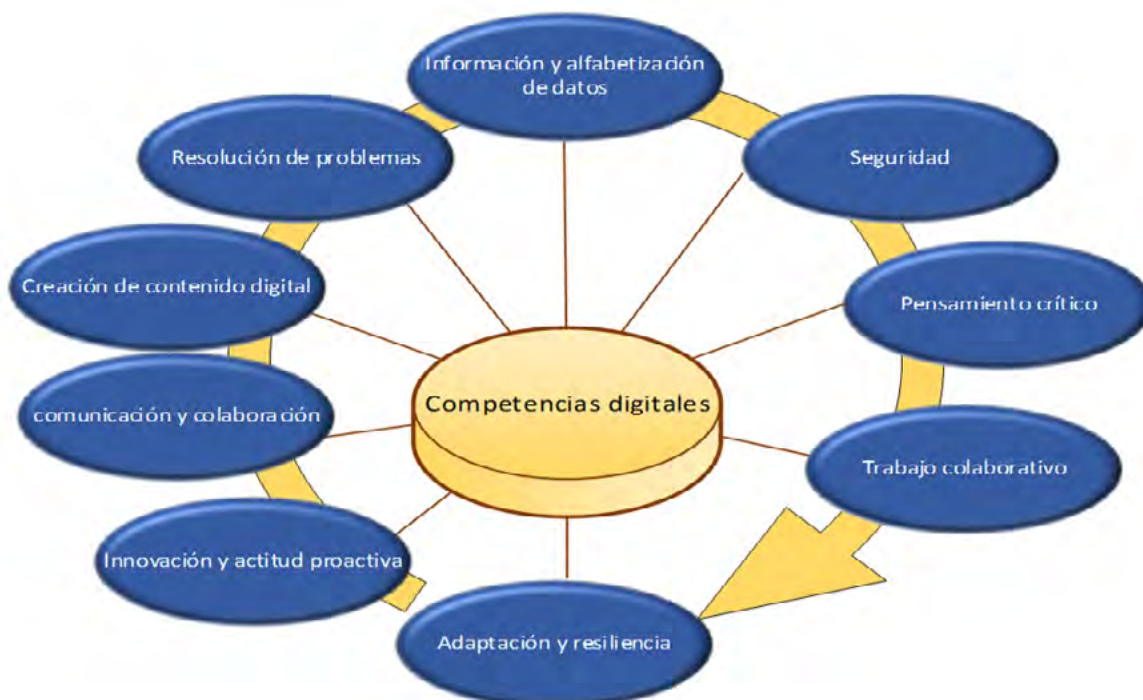 Información y alfabetización
de datos
Resolución de problemas
Seguridad
Creación de contenido digital
Pensamiento crítico
Competencias digitales
comunicación y colaboración
Trabajo colaborativo
Innovación y actitud proactiva
Adaptación y resiliencia